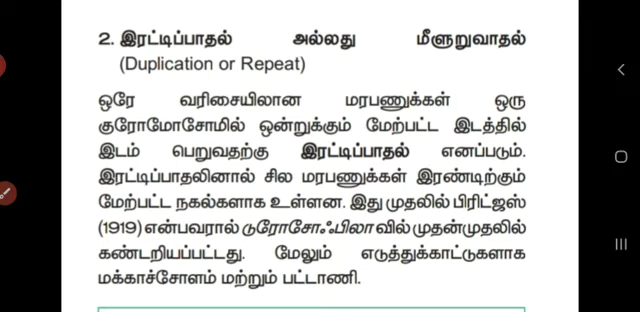 2. இரட்டிப்பாதல் அல்லது மீளுறுவாதல்
(Duplication or Repeat)
ஒரே வரிசையிலான மரபணுக்கள் ஒரு
குரோமோசோமில் ஒன்றுக்கும் மேற்பட்ட இடத்தில்
இடம் பெறுவதற்கு இரட்டிப்பாதல் எனப்படும்.
இரட்டிப்பாதலினால் சில மரபணுக்கள் இரண்டிற்கும்
மேற்பட்ட நகல்களாக உள்ளன. இது முதலில் பிரிட்ஜஸ்
(1919) என்பவரால் டுரோசோஃபிலா வில் முதன்முதலில்
கண்டறியப்பட்டது. மேலும் எடுத்துக்காட்டுகளாக
மக்காச்சோளம் மற்றும் பட்டாணி.